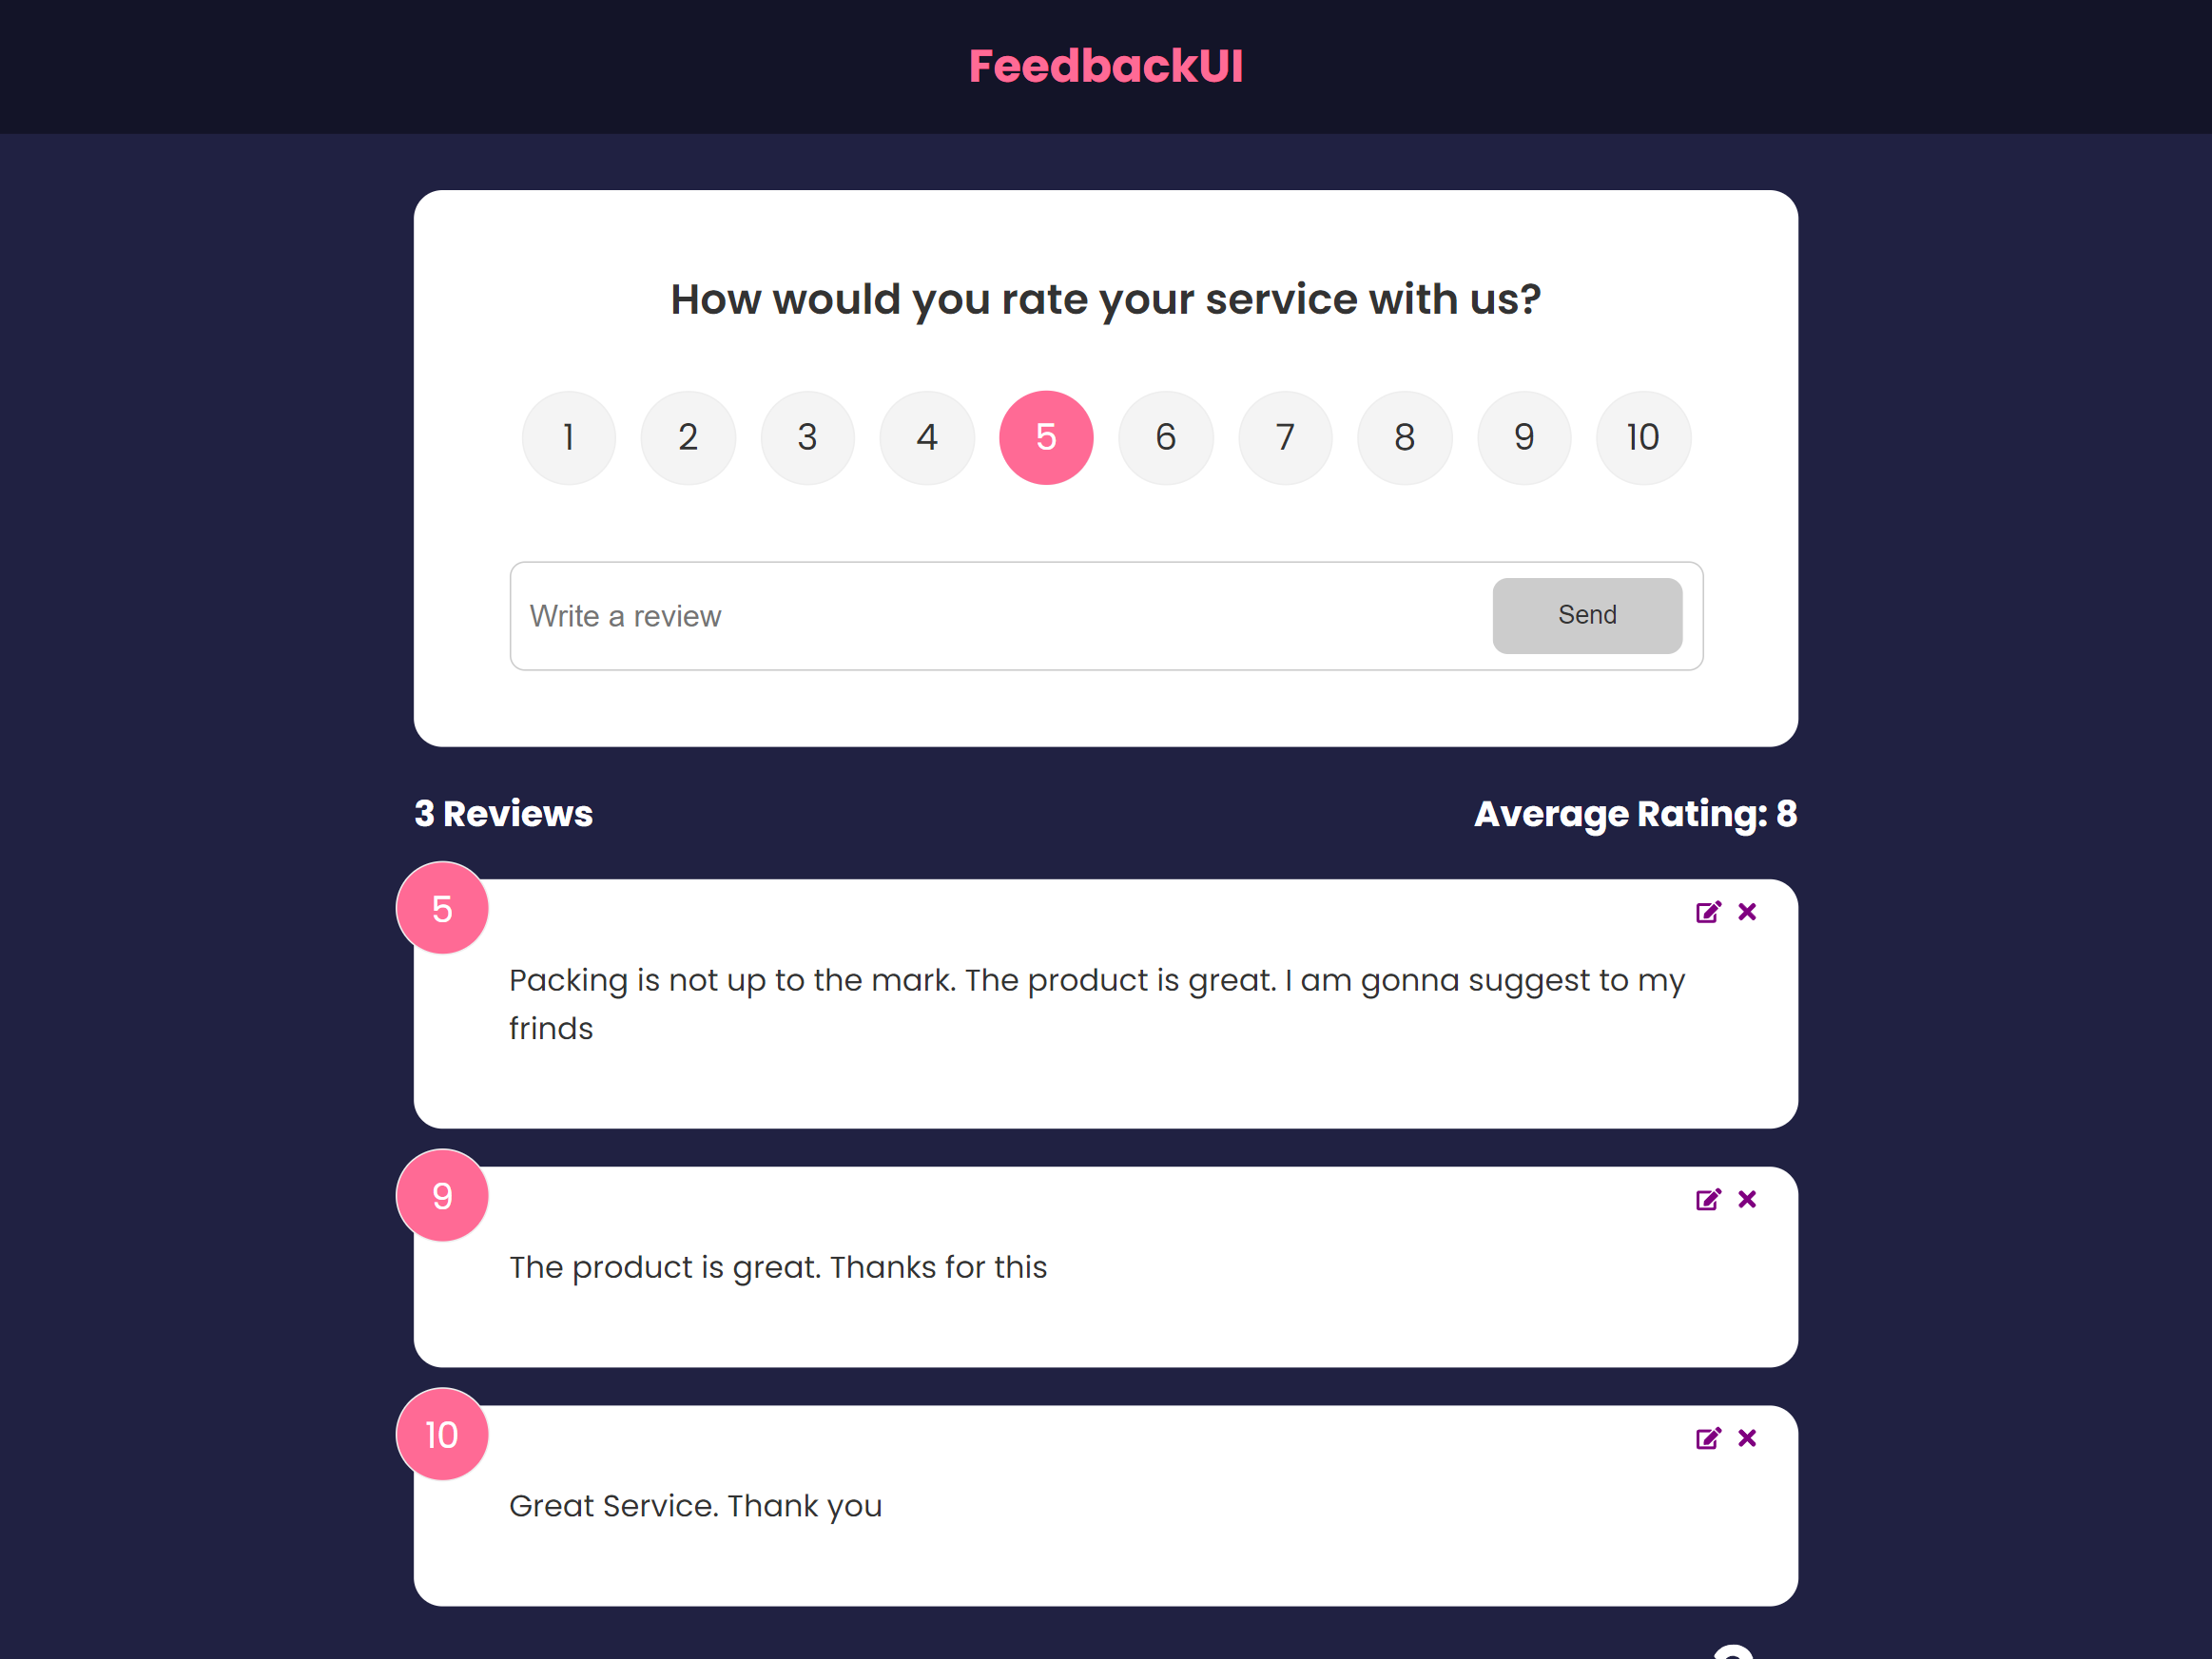 FeedbackUI
How would you rate your service with us?
1 2 3 4 5 6 7 8 9 10
Write a review
Send
3 Reviews
Average Rating: 8
5
Packing is not up to the mark. The product is great. I am gonna suggest to my
frinds
9
The product is great. Thanks for this
10
Great Service. Thank you